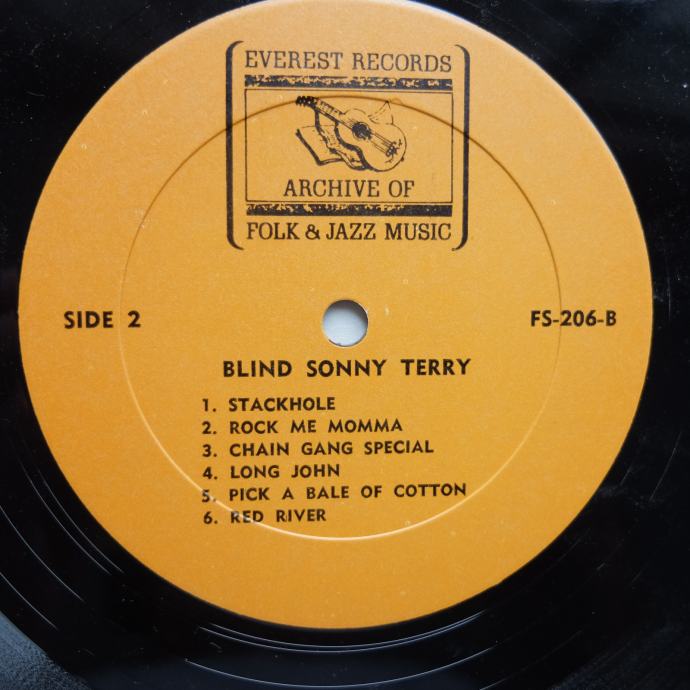 EVEREST RECORDS
ARCHIVE OF
FOLK & JAZZ MUSIC
SIDE 2
FS-206-B
BLIND SONNY TERRY
1. STACKHOLE
2. ROCK ME MOMMA
3. CHAIN GANG SPECIAL
4. LONG JOHN
5. PICK A BALE OF COTTON
6. RED RIVER